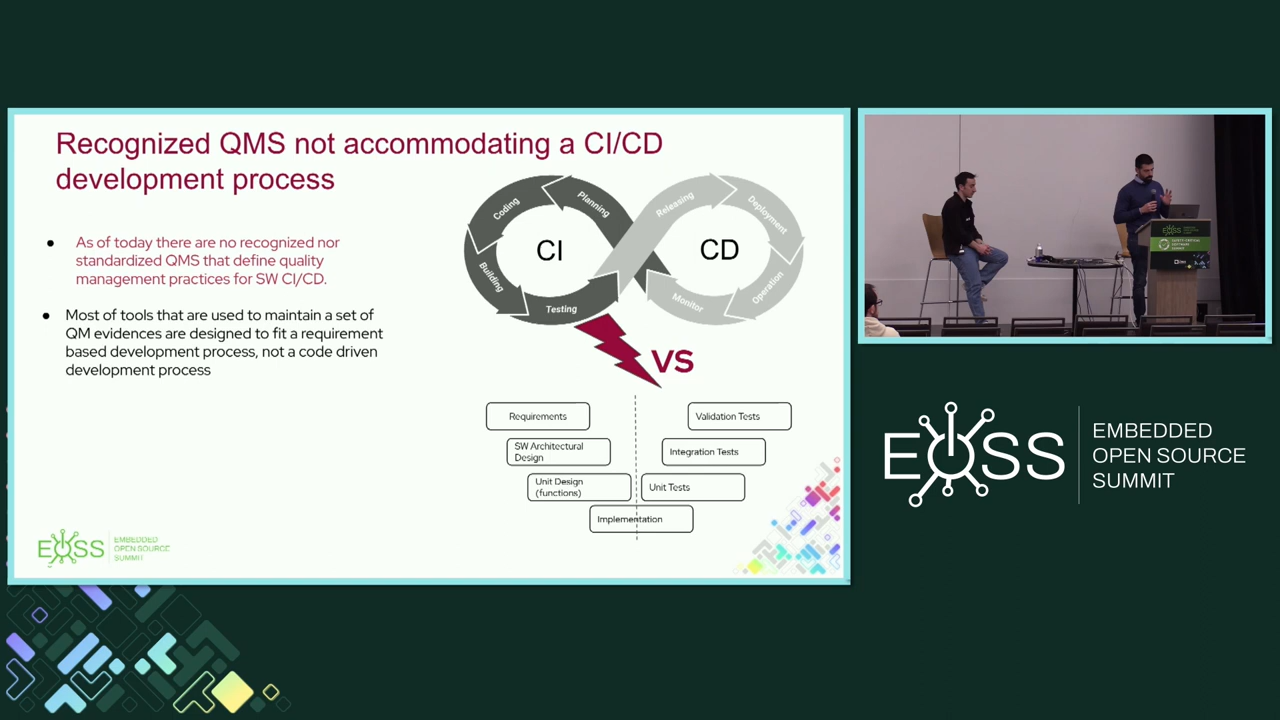 Recognized QMS not accommodating a CI/CD
development process
● As of today there are no recognized nor
standardized QMS that define quality
management practices for SW CI/CD.
● Most of tools that are used to maintain a set of
QM evidences are designed to fit a requirement
based development process, not a code driven
development process
Coding
Planning
Releasing
Deployment
CI
CD
Building
Testing
Monitor
Operation
VS
Requirements
Validation Tests
SW Architectural
Design
Integration Tests
Unit Design
(functions)
Unit Tests
Implementation
EOSS
EMBEDDED
OPEN SOURCE
SUMMIT
EOSS
EMBEDDED
OPEN SOURCE
SUMMIT